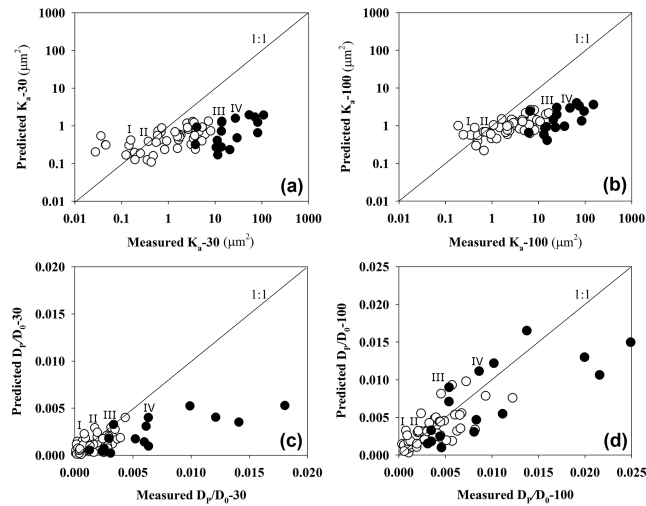 1000
100
10
1
0.1
0.01
Predicted Kₐ-30 (µm²)
1:1
I
II
III
IV
(a)
0.01 0.1 1 10 100 1000
Measured Kₐ-30 (µm²)
1000
100
10
1
0.1
0.01
Predicted Kₐ-100 (µm²)
1:1
I
II
III
IV
(b)
0.01 0.1 1 10 100 1000
Measured Kₐ-100 (µm²)
0.020
0.015
0.010
0.005
0.000
Predicted D_P/D₀-30
1:1
I
II
III
IV
(c)
0.000 0.005 0.010 0.015 0.020
Measured D_P/D₀-30
0.025
0.020
0.015
0.010
0.005
0.000
Predicted D_P/D₀-100
1:1
I
II
III
IV
(d)
0.000 0.005 0.010 0.015 0.020 0.025
Measured D_P/D₀-100